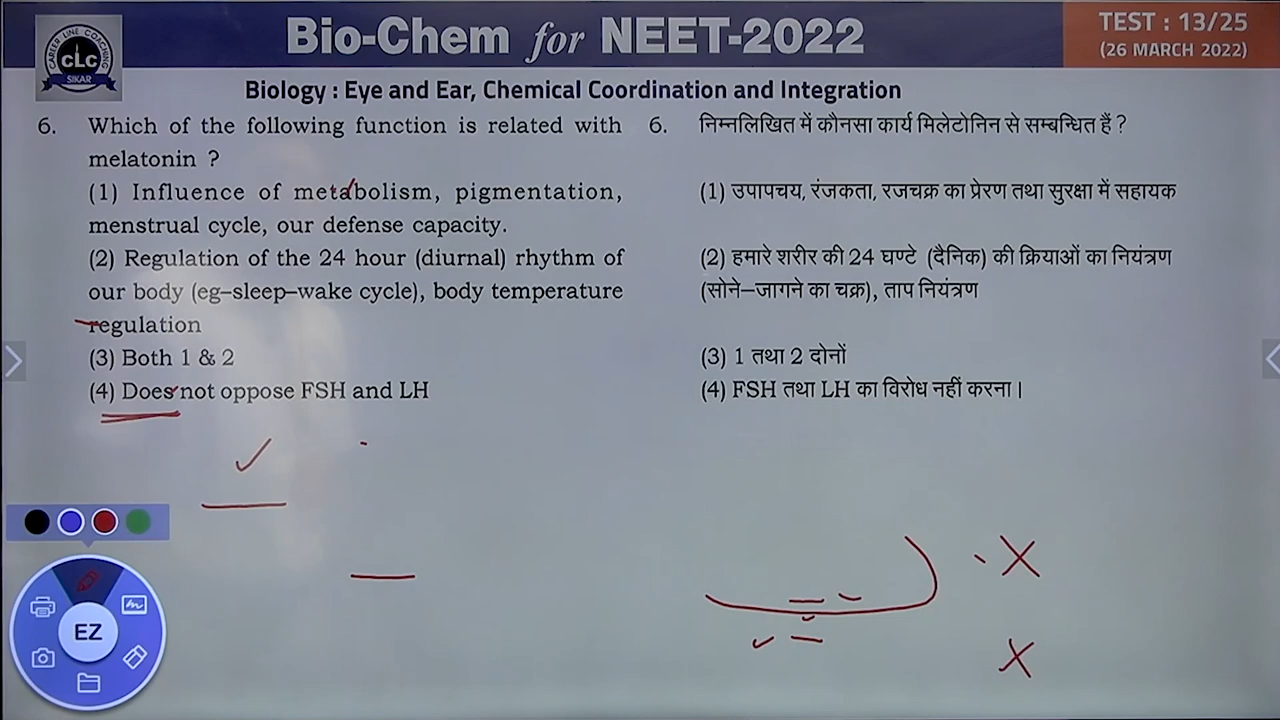 CAREER LINE COACHING
CLC
SIKAR
Bio-Chem for NEET-2022
TEST : 13/25
(26 MARCH 2022)
Biology : Eye and Ear, Chemical Coordination and Integration
6. Which of the following function is related with
melatonin ?
(1) Influence of metabolism, pigmentation,
menstrual cycle, our defense capacity.
(2) Regulation of the 24 hour (diurnal) rhythm of
our body (eg–sleep–wake cycle), body temperature
regulation
(3) Both 1 & 2
(4) Does not oppose FSH and LH
6. निम्नलिखित में कौनसा कार्य मिलेटोनिन से सम्बन्धित हैं ?
(1) उपापचय, रंजकता, रजचक्र का प्रेरण तथा सुरक्षा में सहायक
(2) हमारे शरीर की 24 घण्टे (दैनिक) की क्रियाओं का नियंत्रण
(सोने–जागने का चक्र), ताप नियंत्रण
(3) 1 तथा 2 दोनों
(4) FSH तथा LH का विरोध नहीं करना।
EZ